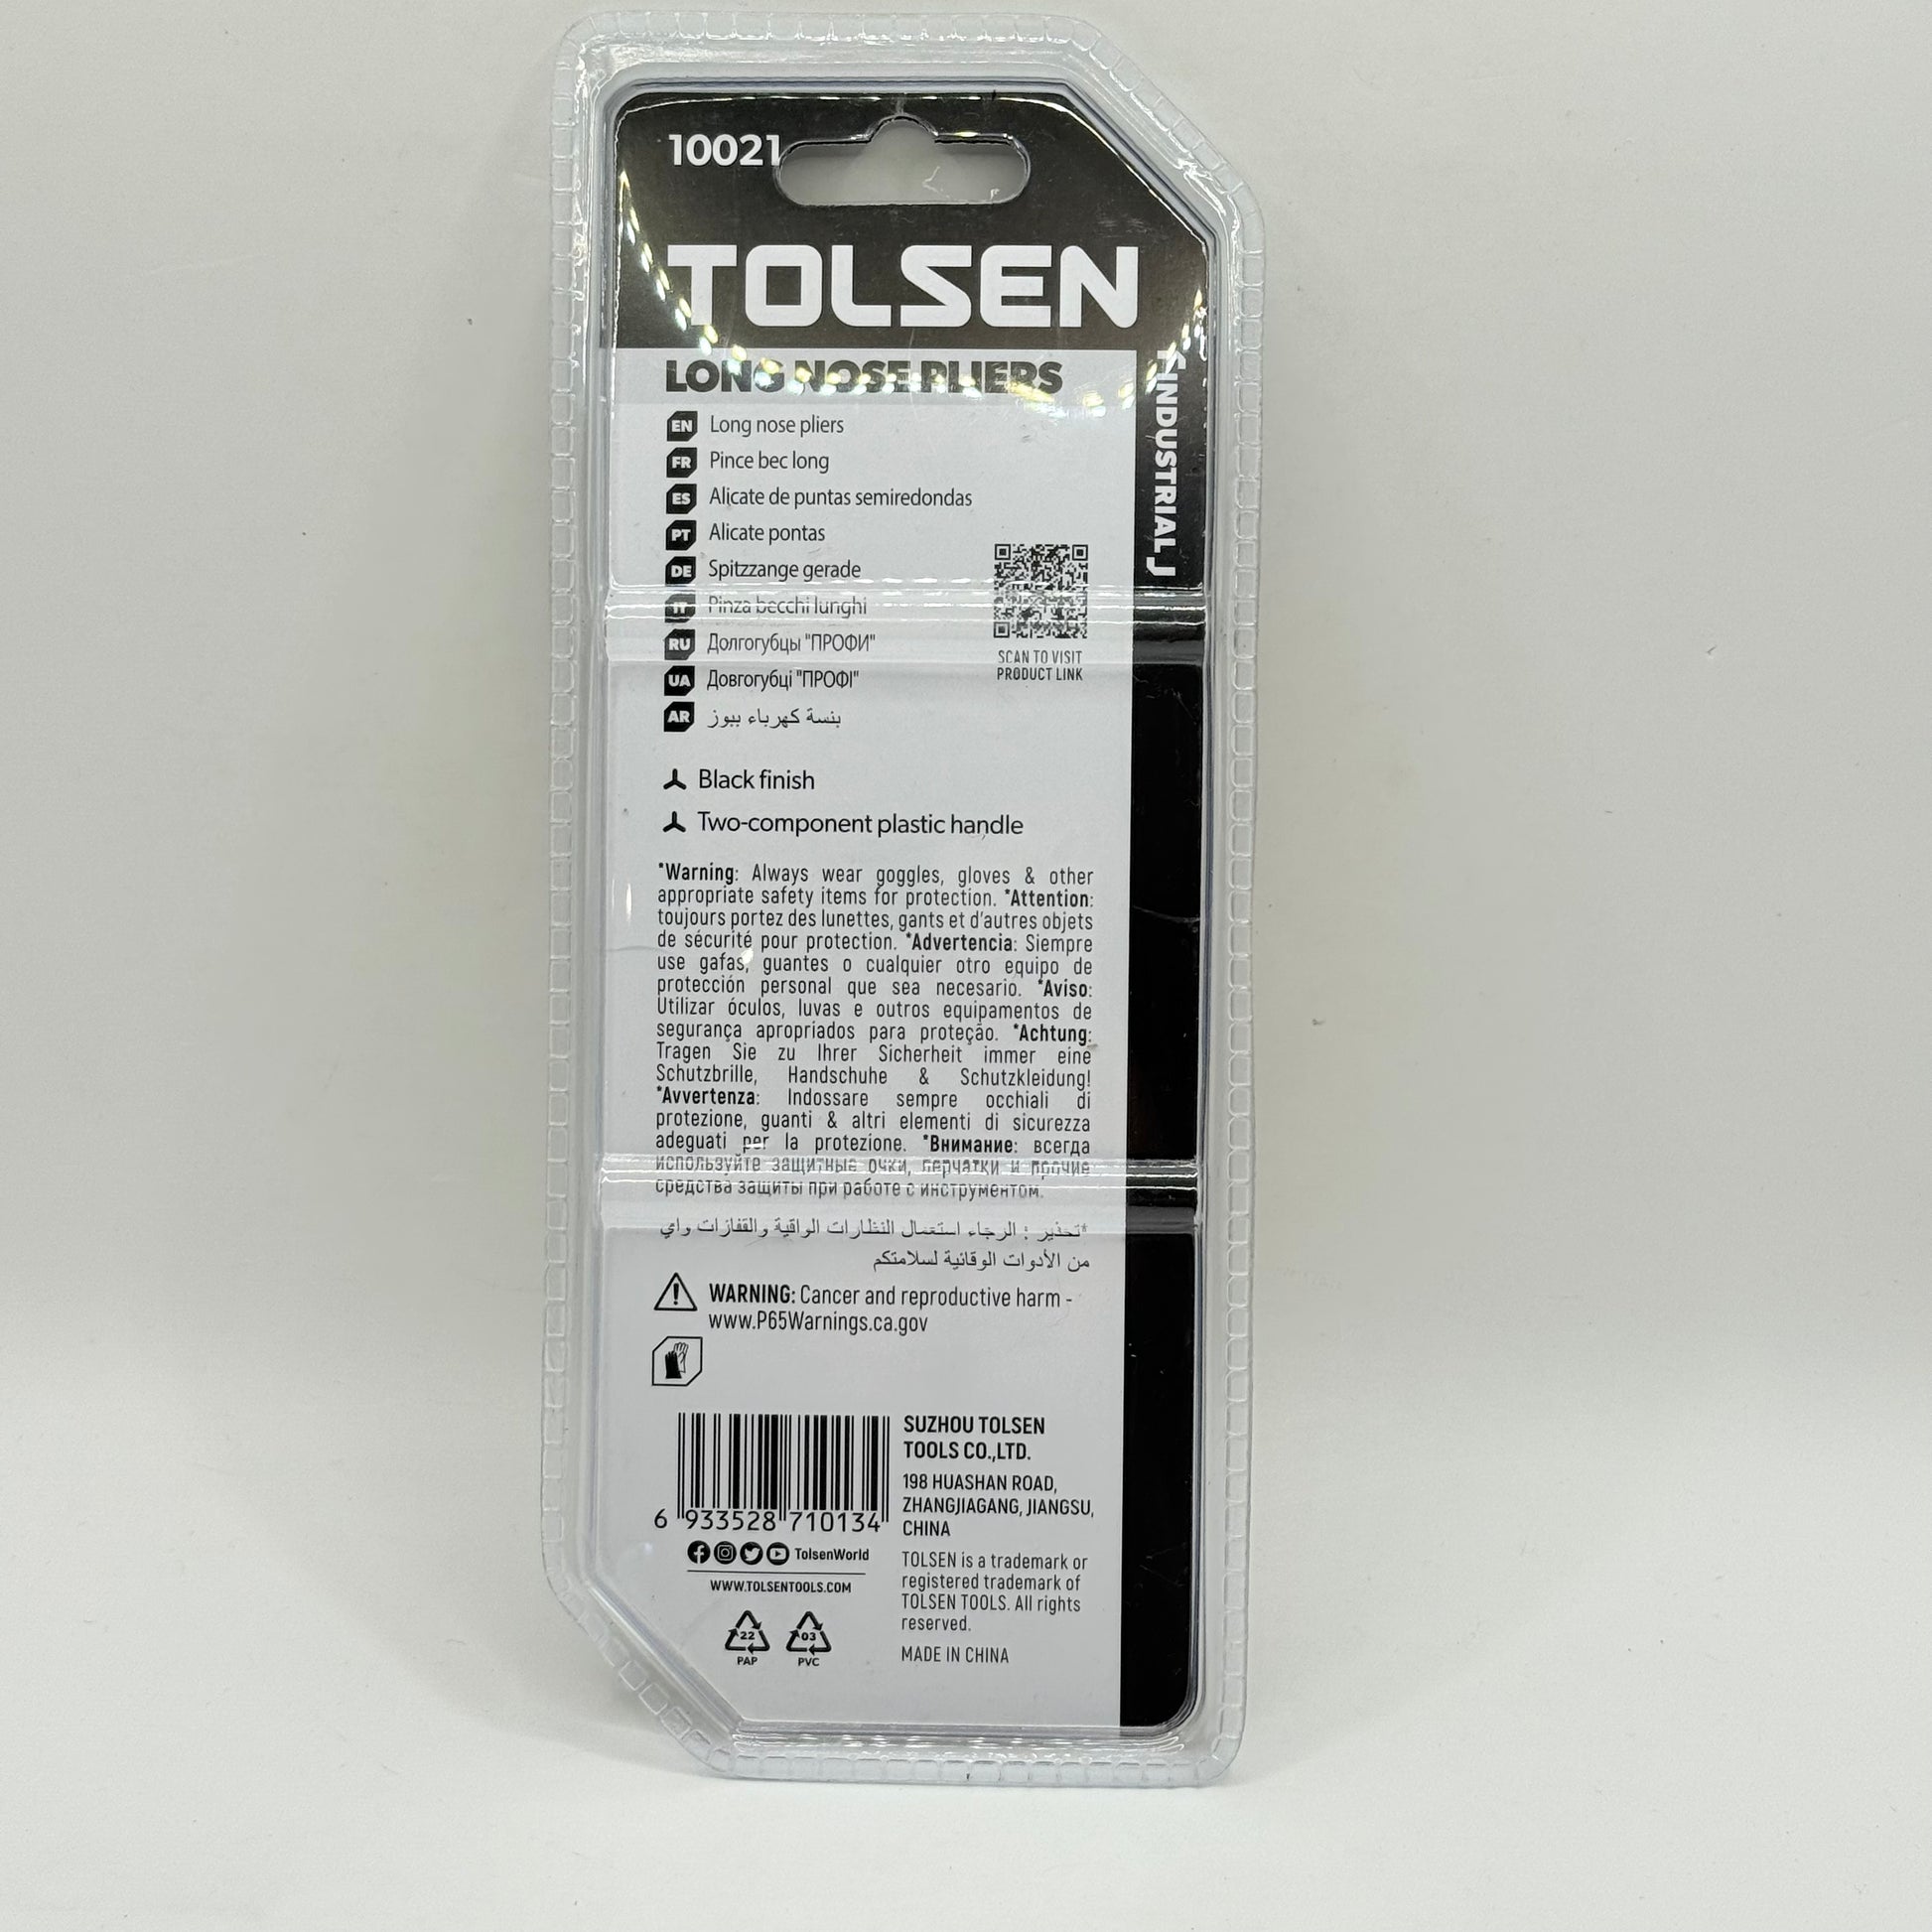 10021
TOLSEN
LONG NOSE PLIERS
INDUSTRIAL
EN Long nose pliers
FR Pince bec long
ES Alicate de puntas semiredondas
PT Alicate pontas
DE Spitzzange gerade
IT Pinza becchi lunghi
RU Долгогубцы "ПРОФИ"
UA Довгогубці "ПРОФІ"
AR بنسة كهرباء ببوز
SCAN TO VISIT
PRODUCT LINK
Black finish
Two-component plastic handle
*Warning: Always wear goggles, gloves & other
appropriate safety items for protection. *Attention:
toujours portez des lunettes, gants et d'autres objets
de sécurité pour protection. *Advertencia: Siempre
use gafas, guantes o cualquier otro equipo de
protección personal que sea necesario. *Aviso:
Utilizar óculos, luvas e outros equipamentos de
segurança apropriados para proteção. *Achtung:
Tragen Sie zu Ihrer Sicherheit immer eine
Schutzbrille, Handschuhe & Schutzkleidung!
*Avvertenza: Indossare sempre occhiali di
protezione, guanti & altri elementi di sicurezza
adeguati per la protezione. *Внимание: всегда
используйте защитные очки, перчатки и прочие
средства защиты при работе с инструментом.
*تحذير : الرجاء استعمال النظارات الواقية والقفازات واي
من الأدوات الوقائية لسلامتكم
WARNING: Cancer and reproductive harm -
www.P65Warnings.ca.gov
6 933528 710134
TolsenWorld
WWW.TOLSENTOOLS.COM
22
PAP
03
PVC
SUZHOU TOLSEN
TOOLS CO.,LTD.
198 HUASHAN ROAD,
ZHANGJIAGANG, JIANGSU,
CHINA
TOLSEN is a trademark or
registered trademark of
TOLSEN TOOLS. All rights
reserved.
MADE IN CHINA